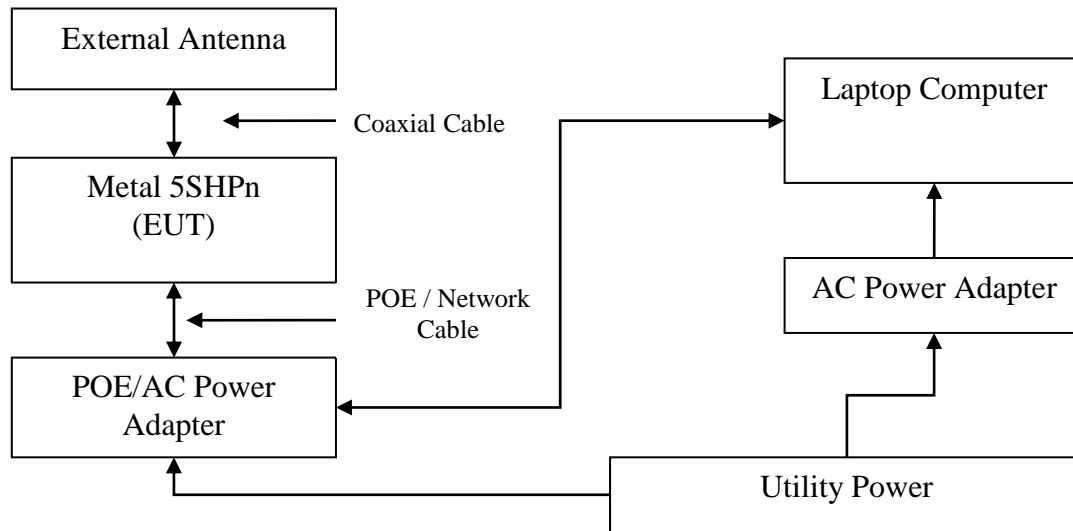 External Antenna
Coaxial Cable
Laptop Computer
Metal 5SHPn
(EUT)
POE / Network
Cable
AC Power Adapter
POE/AC Power
Adapter
Utility Power